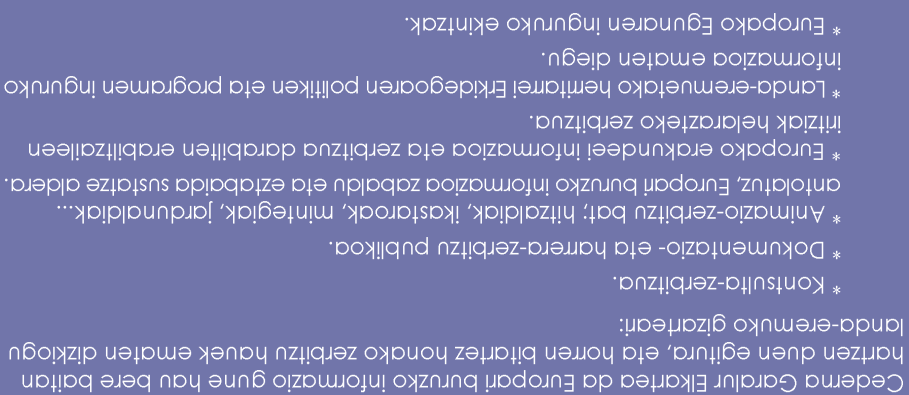 Cederna Garalur Elkartea da Europari buruzko informazio gune hau bere baitan
hartzen duen egitura, eta horren bitartez honako zerbitzu hauek ematen dizkiogu
landa-eremuko gizarteari:
* Kontsulta-zerbitzua.
* Dokumentazio- eta harrera-zerbitzu publikoa.
* Animazio-zerbitzu bat; hitzaldiak, ikastaroak, mintegiak, jardunaldiak...
antolatuz, Europari buruzko informazioa zabaldu eta eztabaida sustatze aldera.
* Europako erakundeei informazioa eta zerbitzua darabilten erabiltzaileen
iritziak helarazteko zerbitzua.
* Landa-eremuetako herritarrei Erkidegoaren politiken eta programen inguruko
informazioa ematen diegu.
* Europako Egunaren inguruko ekintzak.